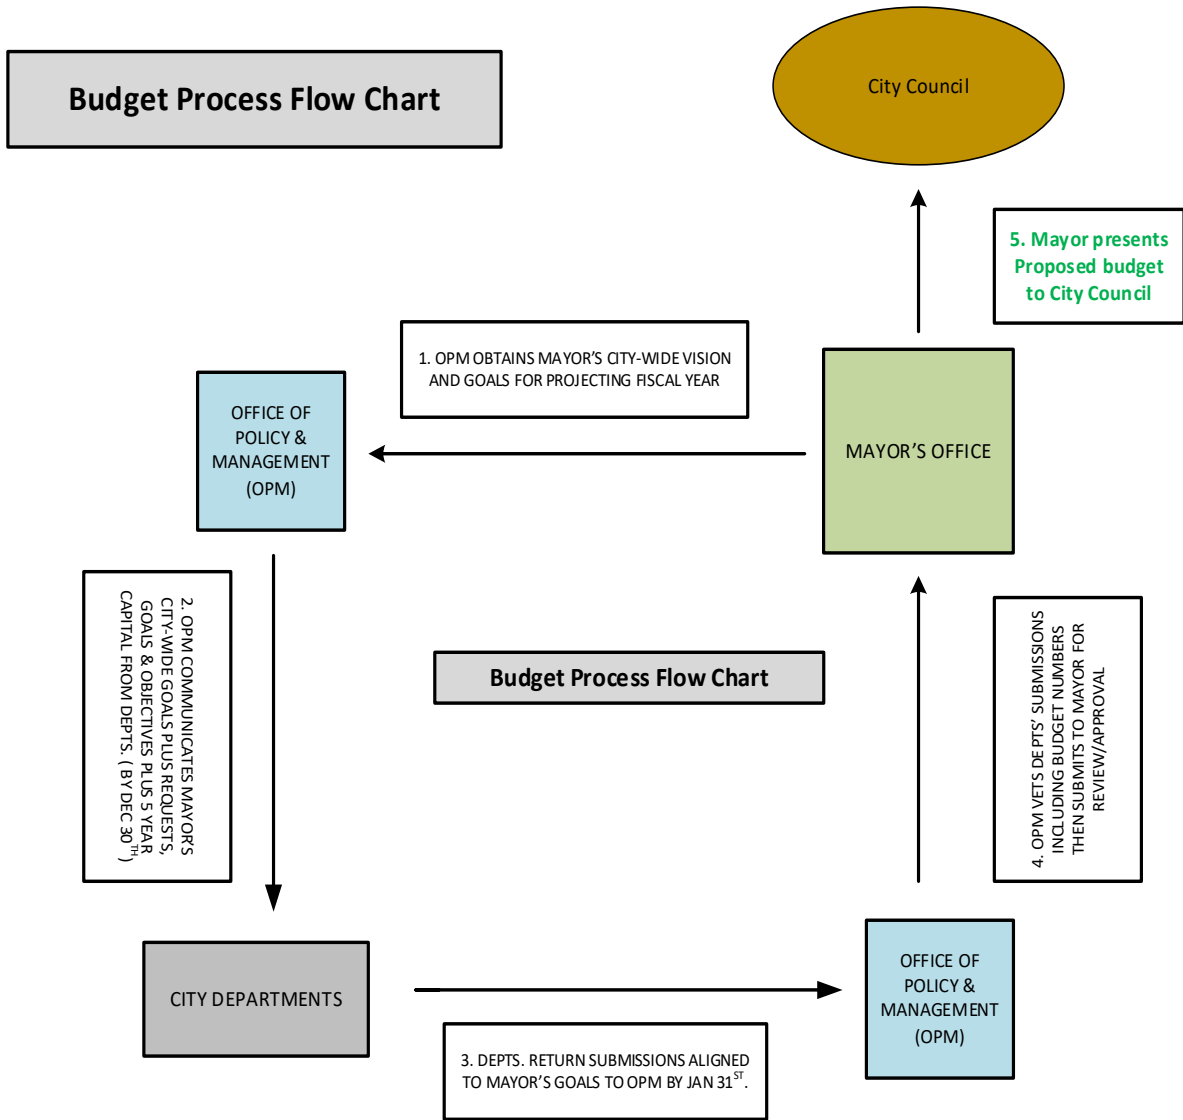 Budget Process Flow Chart
City Council
5. Mayor presents
Proposed budget
to City Council
1. OPM OBTAINS MAYOR’S CITY-WIDE VISION
AND GOALS FOR PROJECTING FISCAL YEAR
OFFICE OF
POLICY &
MANAGEMENT
(OPM)
MAYOR’S OFFICE
2. OPM COMMUNICATES MAYOR’S
CITY-WIDE GOALS PLUS REQUESTS,
GOALS & OBJECTIVES PLUS 5 YEAR
CAPITAL FROM DEPTS. ( BY DEC 30TH)
Budget Process Flow Chart
4. OPM VETS DEPTS’ SUBMISSIONS
INCLUDING BUDGET NUMBERS
THEN SUBMITS TO MAYOR FOR
REVIEW/APPROVAL
CITY DEPARTMENTS
OFFICE OF
POLICY &
MANAGEMENT
(OPM)
3. DEPTS. RETURN SUBMISSIONS ALIGNED
TO MAYOR’S GOALS TO OPM BY JAN 31ST.